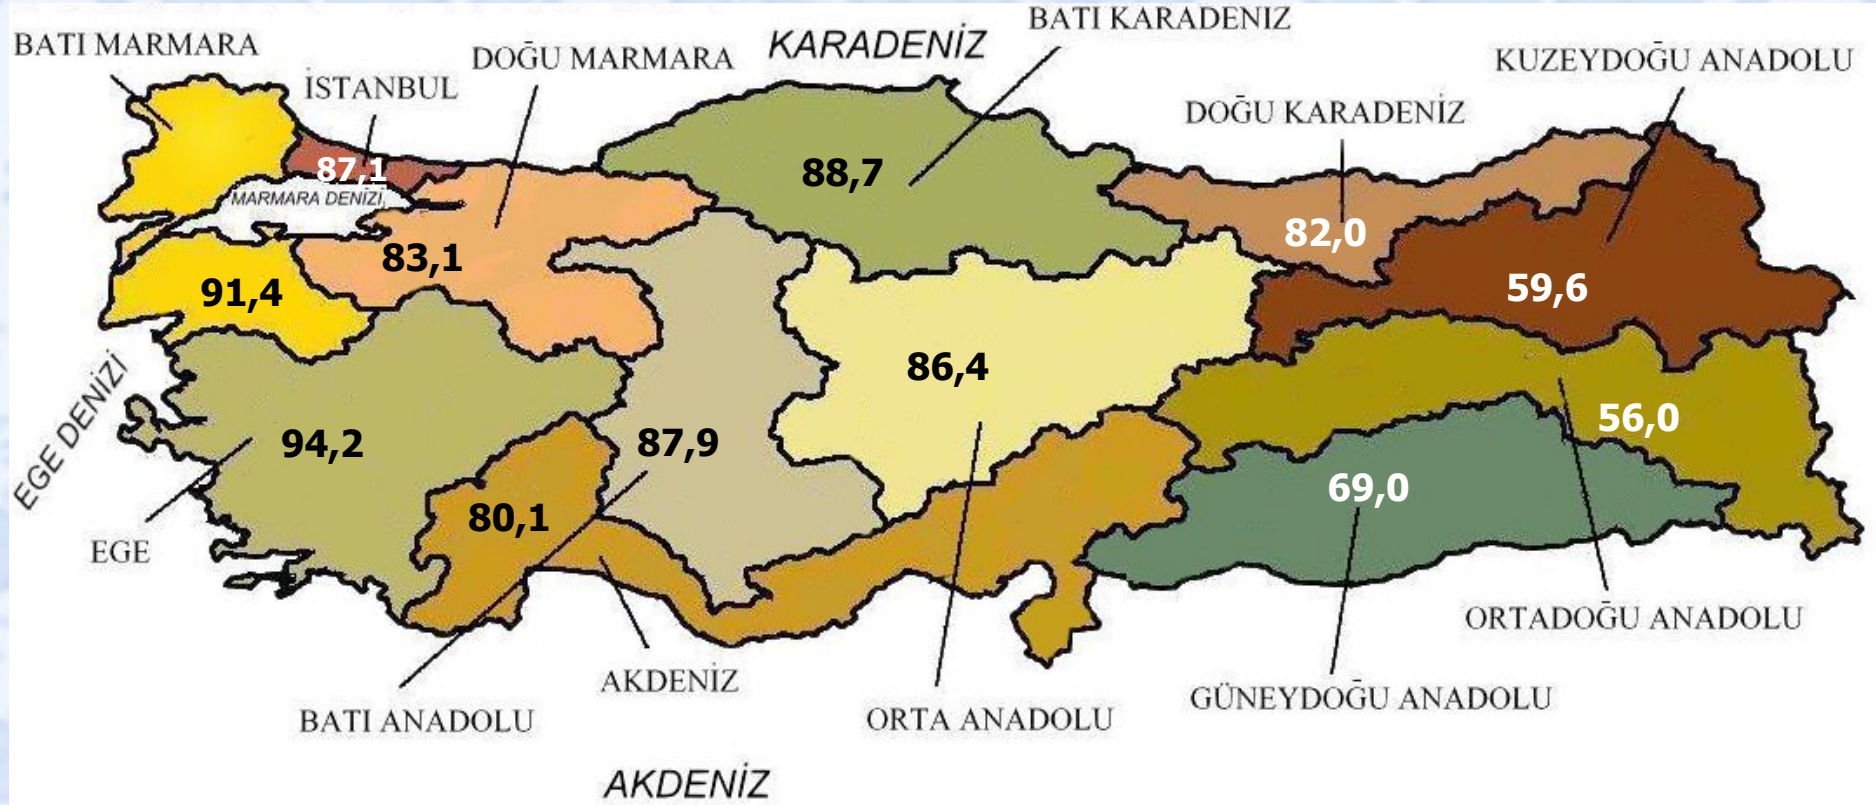 BATI KARADENIZ
BATI MARMARA
KARADENİZ
DOĞU MARMARA
KUZEYDOĞU ANADOLU
İSTANBUL
DOĞU KARADENİZ
87,1
88,7
MARMARA DENİZİ
82,0
83,1
91,4
59,6
86,4
EGE DENİZİ
56,0
94,2
87,9
69,0
80,1
EGE
ORTADOĞU ANADOLU
AKDENİZ
GÜNEYDOĞU ANADOLU
BATI ANADOLU
ORTA ANADOLU
AKDENİZ